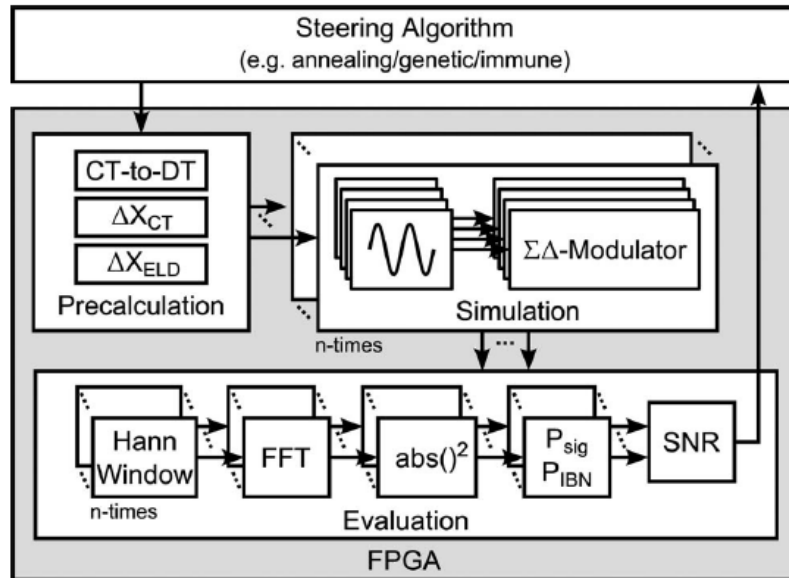 Steering Algorithm
(e.g. annealing/genetic/immune)
CT-to-DT
ΔX_CT
ΔX_ELD
Precalculation
ΣΔ-Modulator
Simulation
n-times
...
Hann
Window
FFT
abs()²
P_sig
P_IBN
SNR
n-times
Evaluation
FPGA